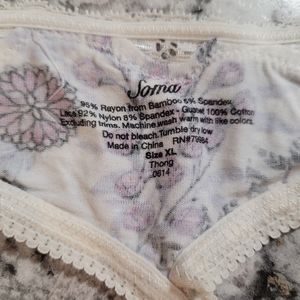 Soma
95% Rayon from Bamboo 5% Spandex
Lace 92% Nylon 8% Spandex - Gusset 100% Cotton
Excluding trims. Machine wash warm with like colors.
Do not bleach. Tumble dry low
Made in China RN#79984
Size XL
Thong
0614